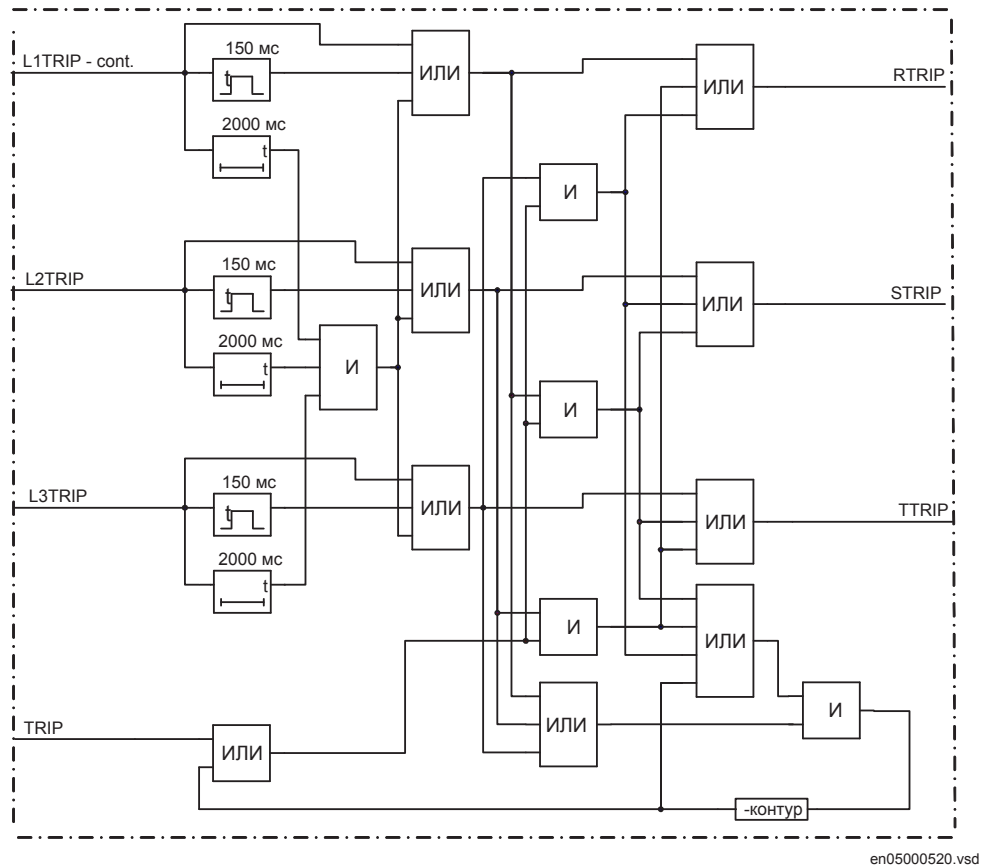 150 мс
L1TRIP - cont.
ИЛИ
ИЛИ
RTRIP
2000 мс
t
И
150 мс
L2TRIP
ИЛИ
ИЛИ
STRIP
2000 мс
t
И
И
150 мс
L3TRIP
ИЛИ
ИЛИ
TTRIP
2000 мс
t
И
ИЛИ
TRIP
ИЛИ
ИЛИ
И
-контур
en05000520.vsd